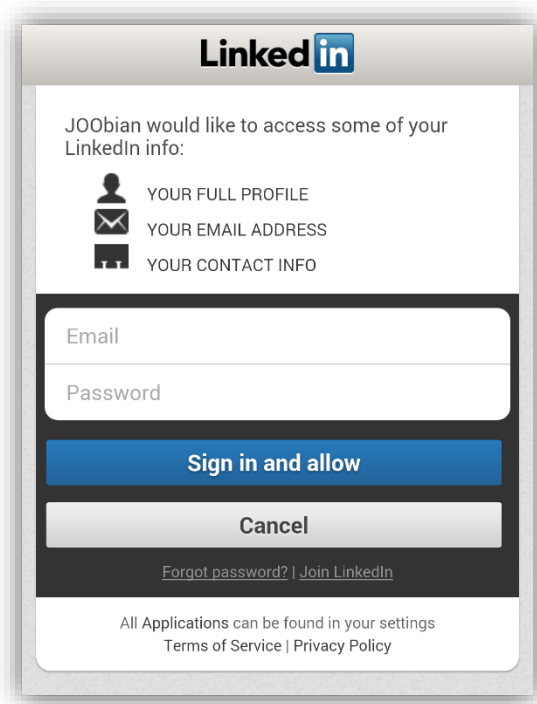 Linked in
JOObian would like to access some of your
LinkedIn info:
YOUR FULL PROFILE
YOUR EMAIL ADDRESS
YOUR CONTACT INFO
Email
Password
Sign in and allow
Cancel
Forgot password? | Join LinkedIn
All Applications can be found in your settings
Terms of Service | Privacy Policy